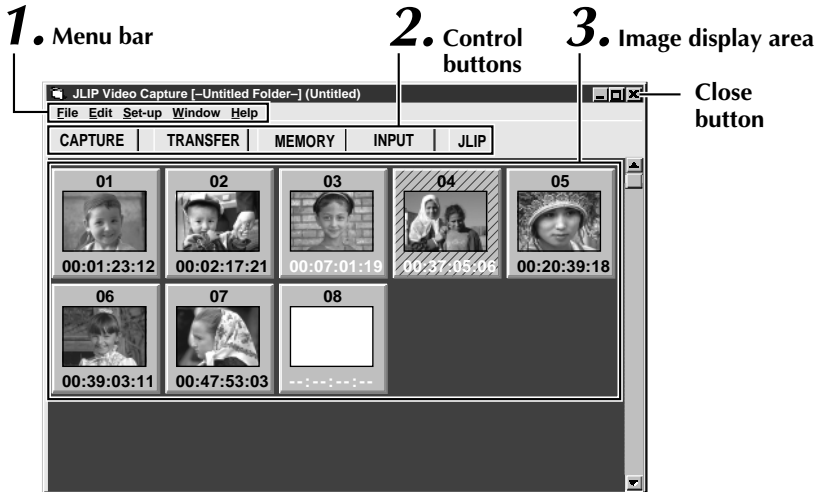 1. Menu bar
2. Control buttons
3. Image display area
JLIP Video Capture [–Untitled Folder–] (Untitled)
Close button
File Edit Set-up Window Help
CAPTURE TRANSFER MEMORY INPUT JLIP
01 02 03 04 05
00:01:23:12 00:02:17:21 00:07:01:19 00:37:05:06 00:20:39:18
06 07 08
00:39:03:11 00:47:53:03 --:--:--:--